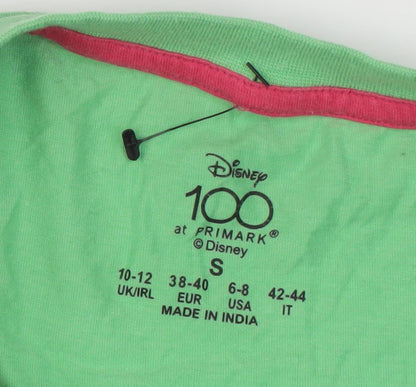 Disney
100
at PRIMARK®
©Disney
S
10-12 38-40 6-8 42-44
UK/IRL EUR USA IT
MADE IN INDIA